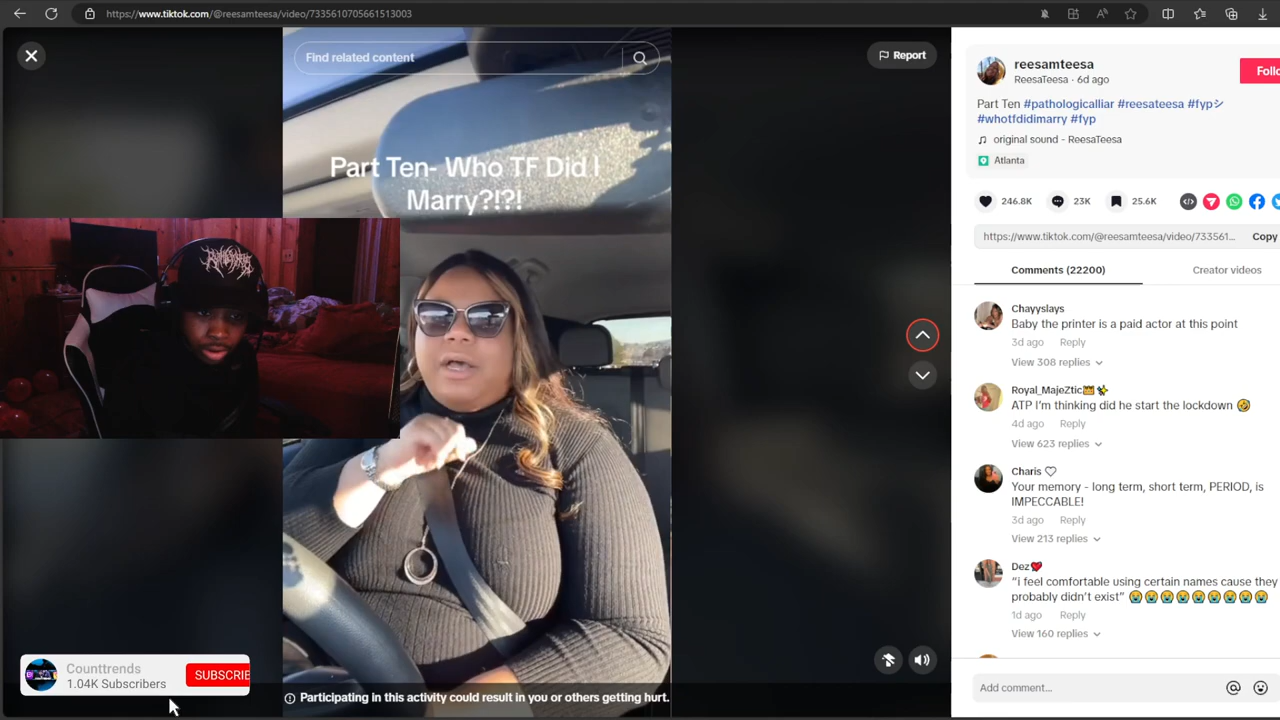 https://www.tiktok.com/@reesamteesa/video/7335610705661513003
Find related content
Report
Part Ten- Who TF Did I
Marry?!?!
Participating in this activity could result in you or others getting hurt.
Counttrends
1.04K Subscribers
SUBSCRIBE
reesamteesa
ReesaTeesa · 6d ago
Follo
Part Ten #pathologicalliar #reesateesa #fypシ
#whotfdidimarry #fyp
original sound - ReesaTeesa
Atlanta
246.8K 23K 25.6K
https://www.tiktok.com/@reesamteesa/video/733561... Copy
Comments (22200) Creator videos
Chayyslays
Baby the printer is a paid actor at this point
3d ago Reply
View 308 replies
Royal_MajeZtic👑 
ATP I'm thinking did he start the lockdown 🤣
4d ago Reply
View 623 replies
Charis ♡
Your memory - long term, short term, PERIOD, is
IMPECCABLE!
3d ago Reply
View 213 replies
Dez❤️
“i feel comfortable using certain names cause they
probably didn’t exist” 😭😭😭😭😭😭😭😭😭
1d ago Reply
View 160 replies
Add comment...